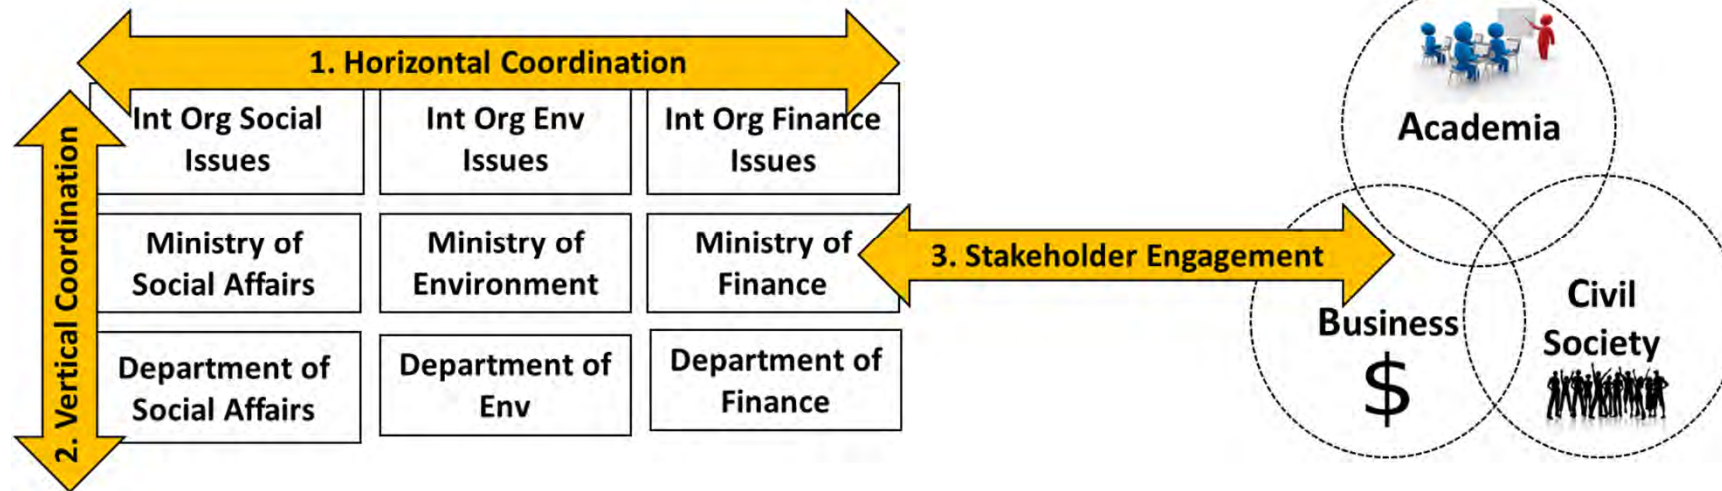 1. Horizontal Coordination
2. Vertical Coordination
Int Org Social
Issues
Int Org Env
Issues
Int Org Finance
Issues
Ministry of
Social Affairs
Ministry of
Environment
Ministry of
Finance
Department of
Social Affairs
Department of
Env
Department of
Finance
3. Stakeholder Engagement
Academia
Business
$
Civil
Society